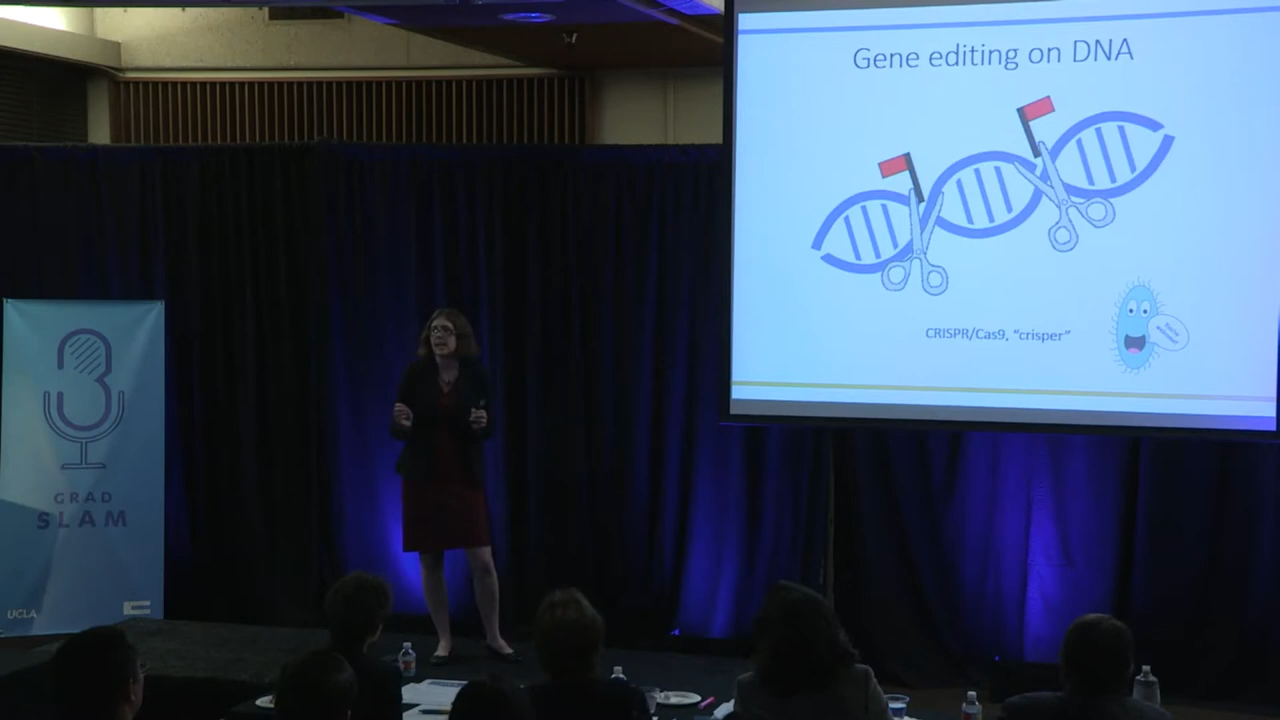 Gene editing on DNA
CRISPR/Cas9, "crisper"
GRAD
SLAM
UCLA